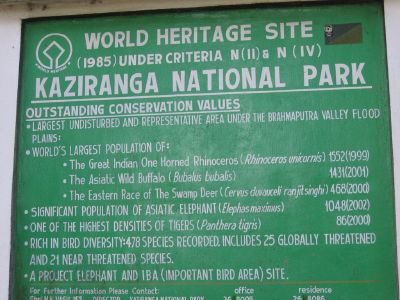 WORLD HERITAGE SITE
(1985) UNDER CRITERIA N(II) & N (IV)
KAZIRANGA NATIONAL PARK
OUTSTANDING CONSERVATION VALUES
• LARGEST UNDISTURBED AND REPRESENTATIVE AREA UNDER THE BRAHMAPUTRA VALLEY FLOOD
PLAINS:
• WORLD'S LARGEST POPULATION OF:
• The Great Indian One Horned Rhinoceros (Rhinoceros unicornis) 1552(1999)
• The Asiatic Wild Buffalo (Bubalus bubalis) 1431(2001)
• The Eastern Race of The Swamp Deer (Cervus duvauceli ranjitsinghi) 468(2000)
• SIGNIFICANT POPULATION OF ASIATIC ELEPHANT (Elephas maximus) 1048(2002)
• ONE OF THE HIGHEST DENSITIES OF TIGERS (Panthera tigris) 86(2000)
• RICH IN BIRD DIVERSITY:478 SPECIES RECORDED, INCLUDES 25 GLOBALLY THREATENED
AND 21 NEAR THREATENED SPECIES.
• A PROJECT ELEPHANT AND IBA (IMPORTANT BIRD AREA) SITE.
For Further Information Please Contact: office residence
DIRECTOR KAZIRANGA NATIONAL PARK